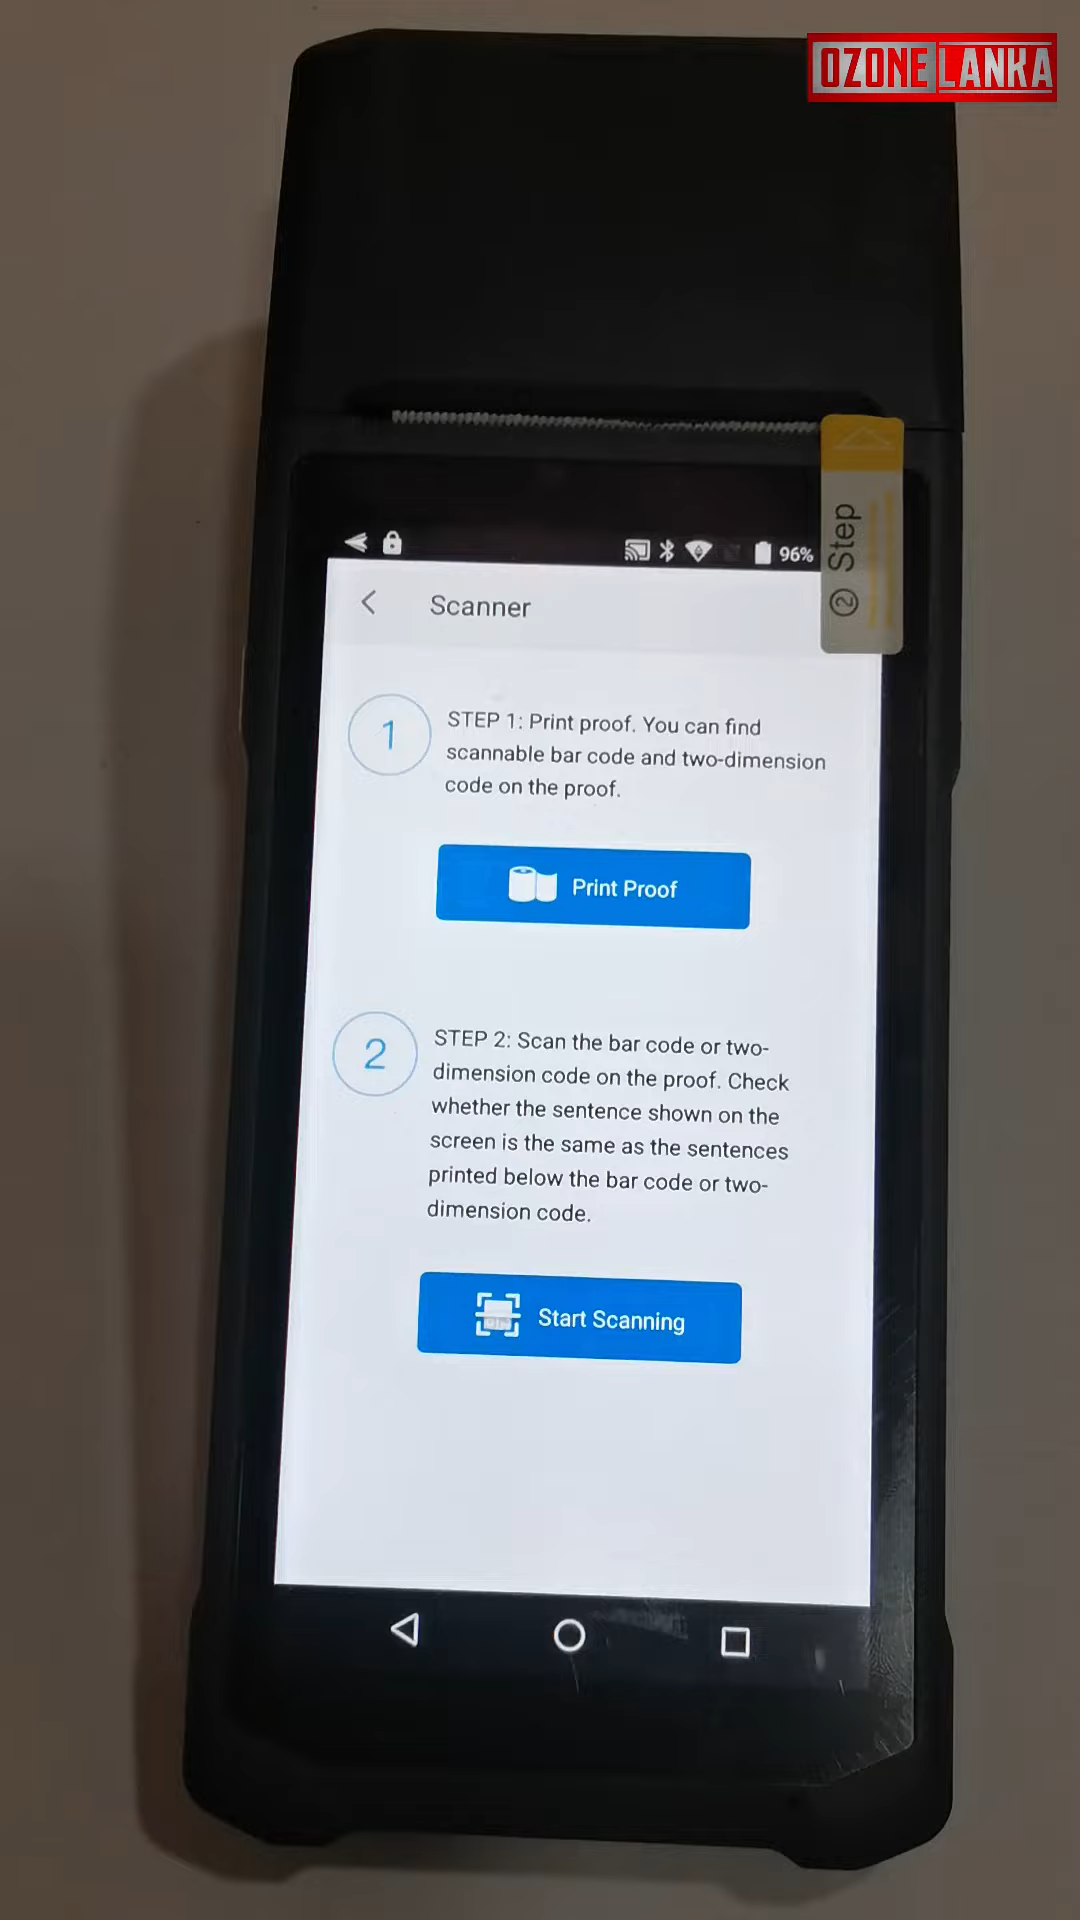 OZONE LANKA
② Step
96%
Scanner
1
STEP 1: Print proof. You can find
scannable bar code and two-dimension
code on the proof.
Print Proof
2
STEP 2: Scan the bar code or two-
dimension code on the proof. Check
whether the sentence shown on the
screen is the same as the sentences
printed below the bar code or two-
dimension code.
Start Scanning